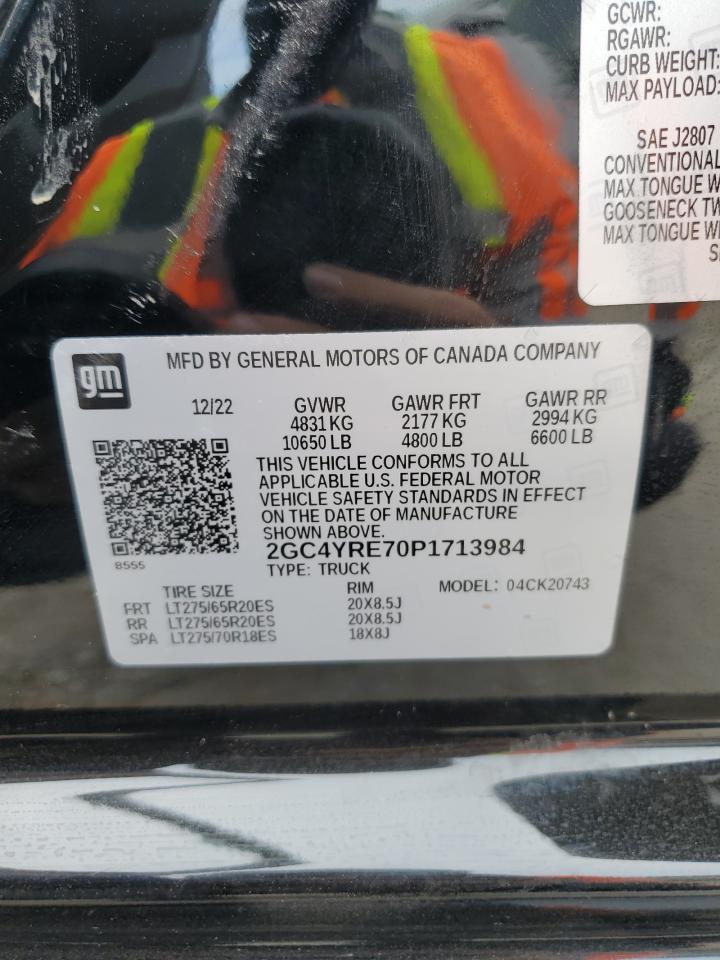 GCWR:
RGAWR:
CURB WEIGHT:
MAX PAYLOAD:
SAE J2807
CONVENTIONAL
MAX TONGUE W
GOOSENECK TW
MAX TONGUE WE
gm
MFD BY GENERAL MOTORS OF CANADA COMPANY
12/22 GVWR GAWR FRT GAWR RR
4831 KG 2177 KG 2994 KG
10650 LB 4800 LB 6600 LB
THIS VEHICLE CONFORMS TO ALL
APPLICABLE U.S. FEDERAL MOTOR
VEHICLE SAFETY STANDARDS IN EFFECT
ON THE DATE OF MANUFACTURE
SHOWN ABOVE.
2GC4YRE70P1713984
8555
TYPE: TRUCK MODEL: 04CK20743
TIRE SIZE RIM
FRT LT275/65R20ES 20X8.5J
RR LT275/65R20ES 20X8.5J
SPA LT275/70R18ES 18X8J